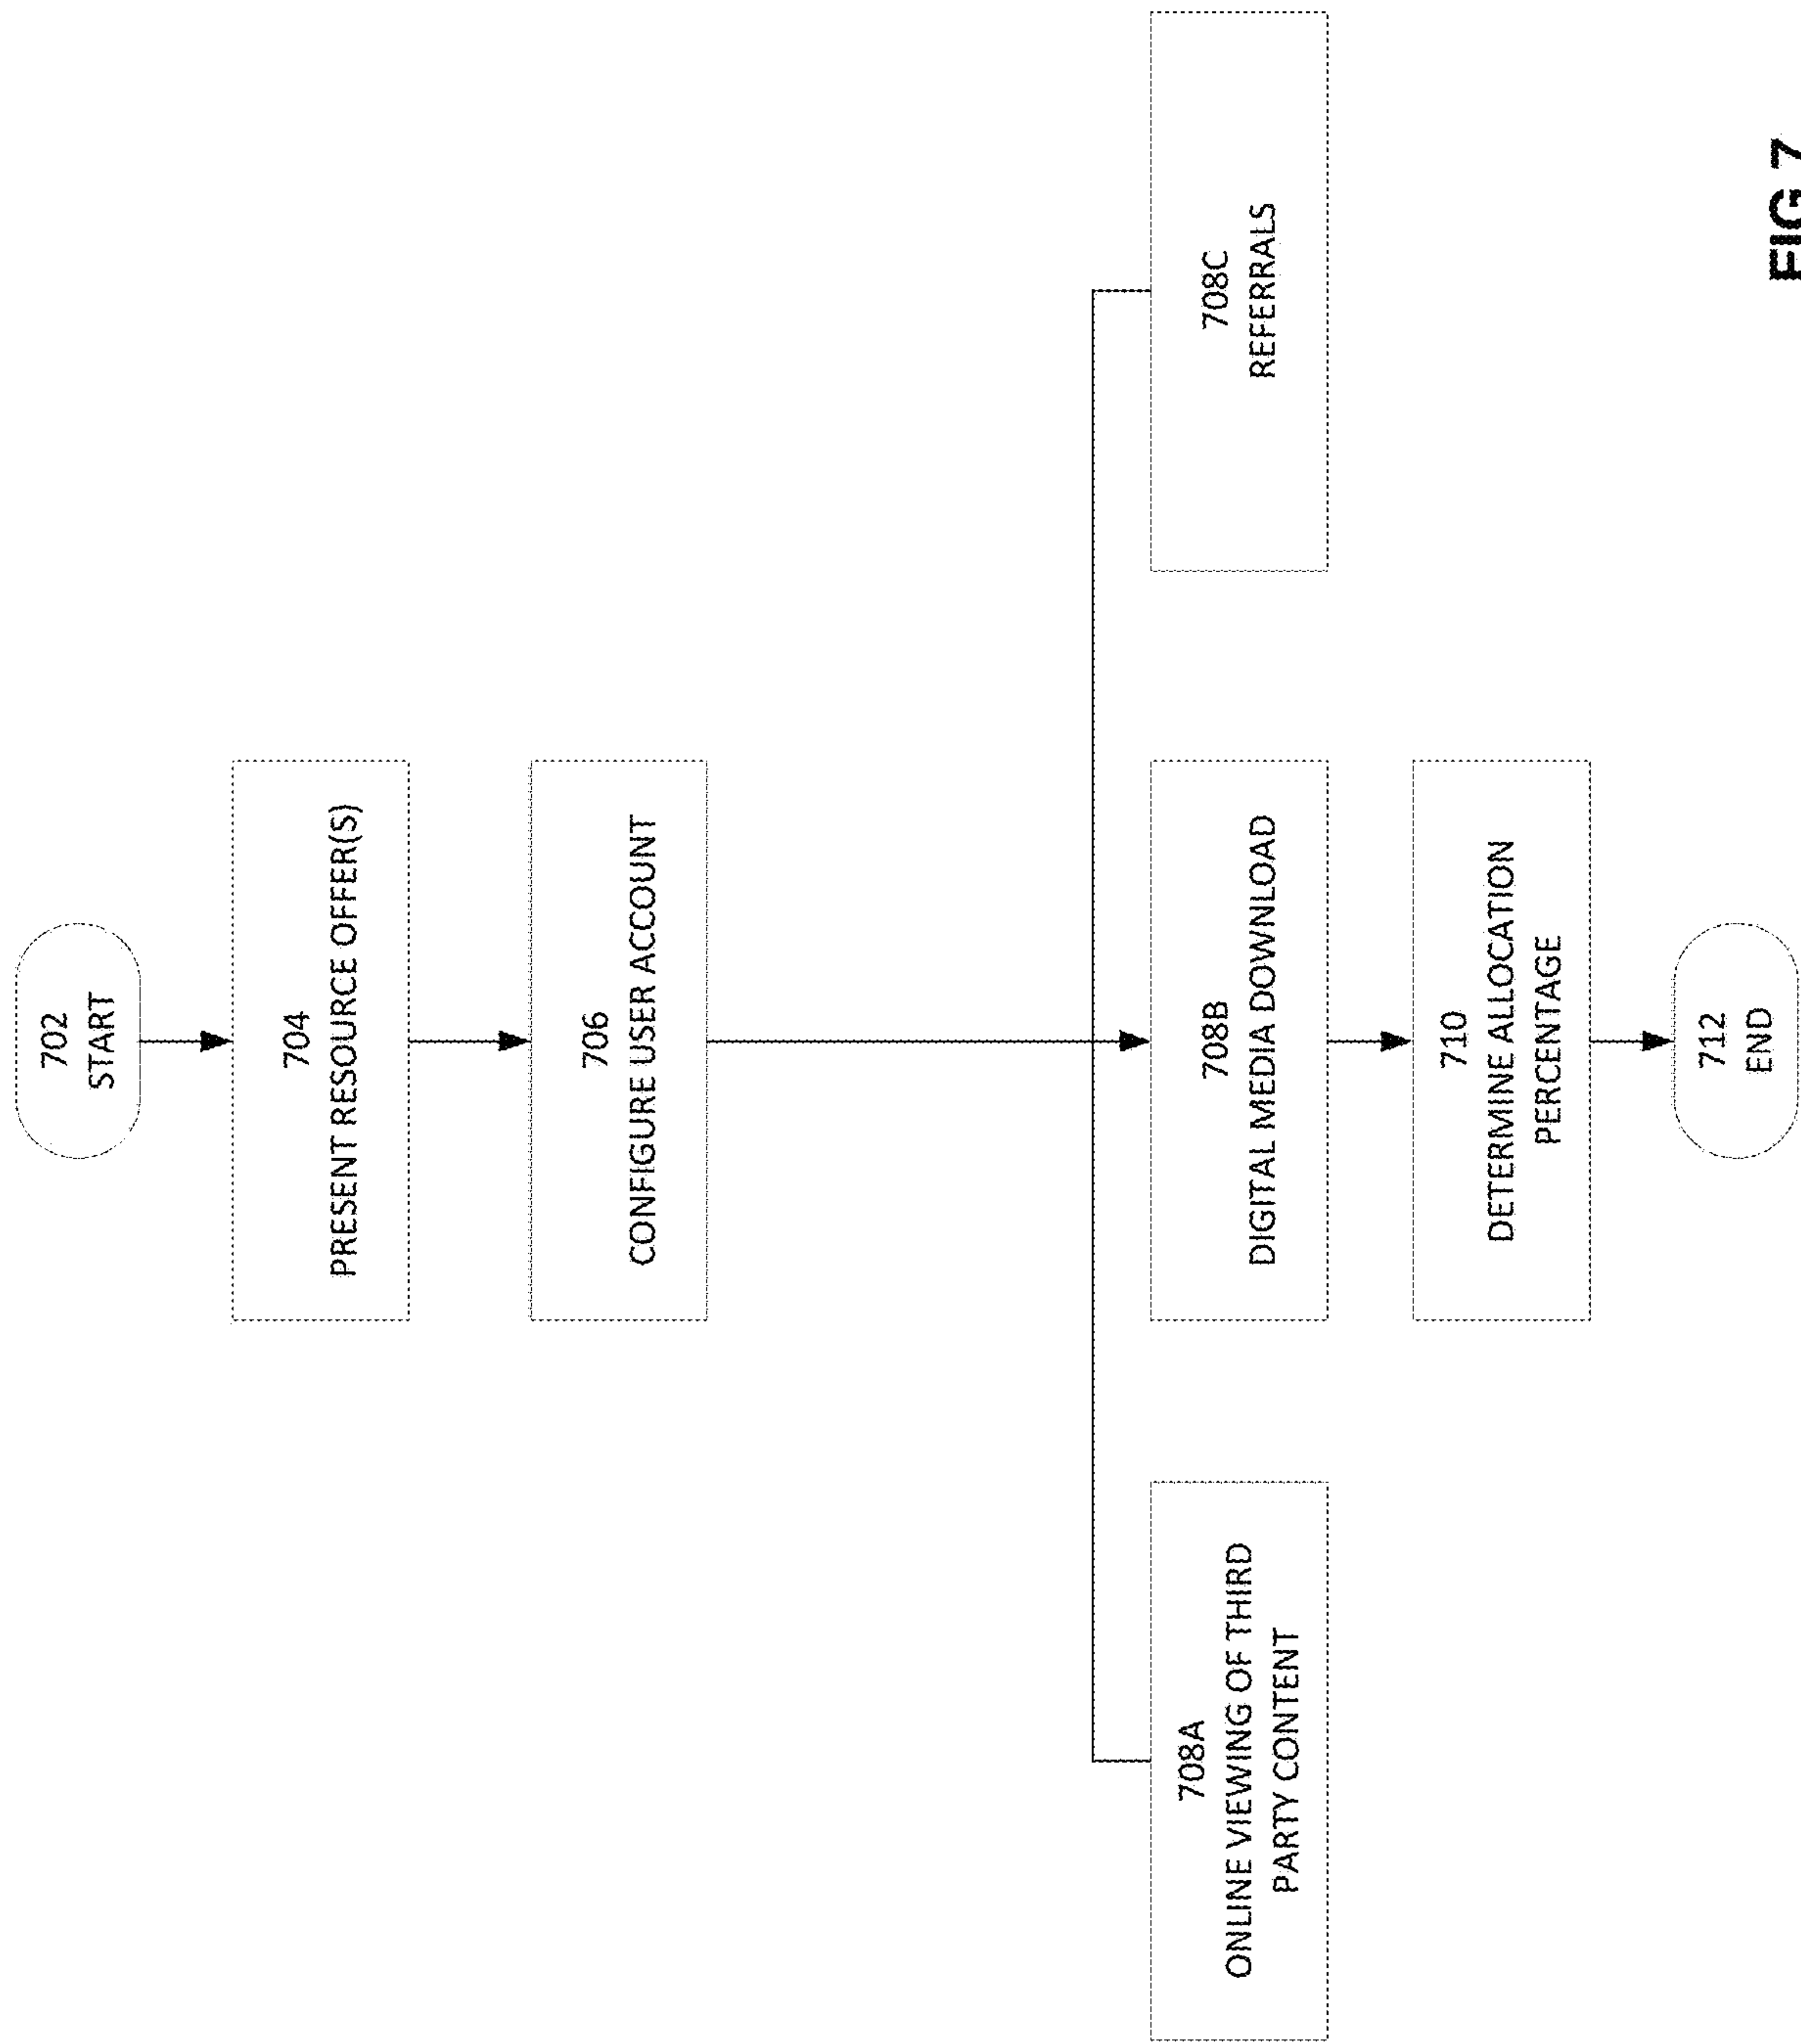 702
START
704
PRESENT RESOURCE OFFER(S)
706
CONFIGURE USER ACCOUNT
708A
ONLINE VIEWING OF THIRD
PARTY CONTENT
708B
DIGITAL MEDIA DOWNLOAD
708C
REFERRALS
710
DETERMINE ALLOCATION
PERCENTAGE
712
END
FIG 7